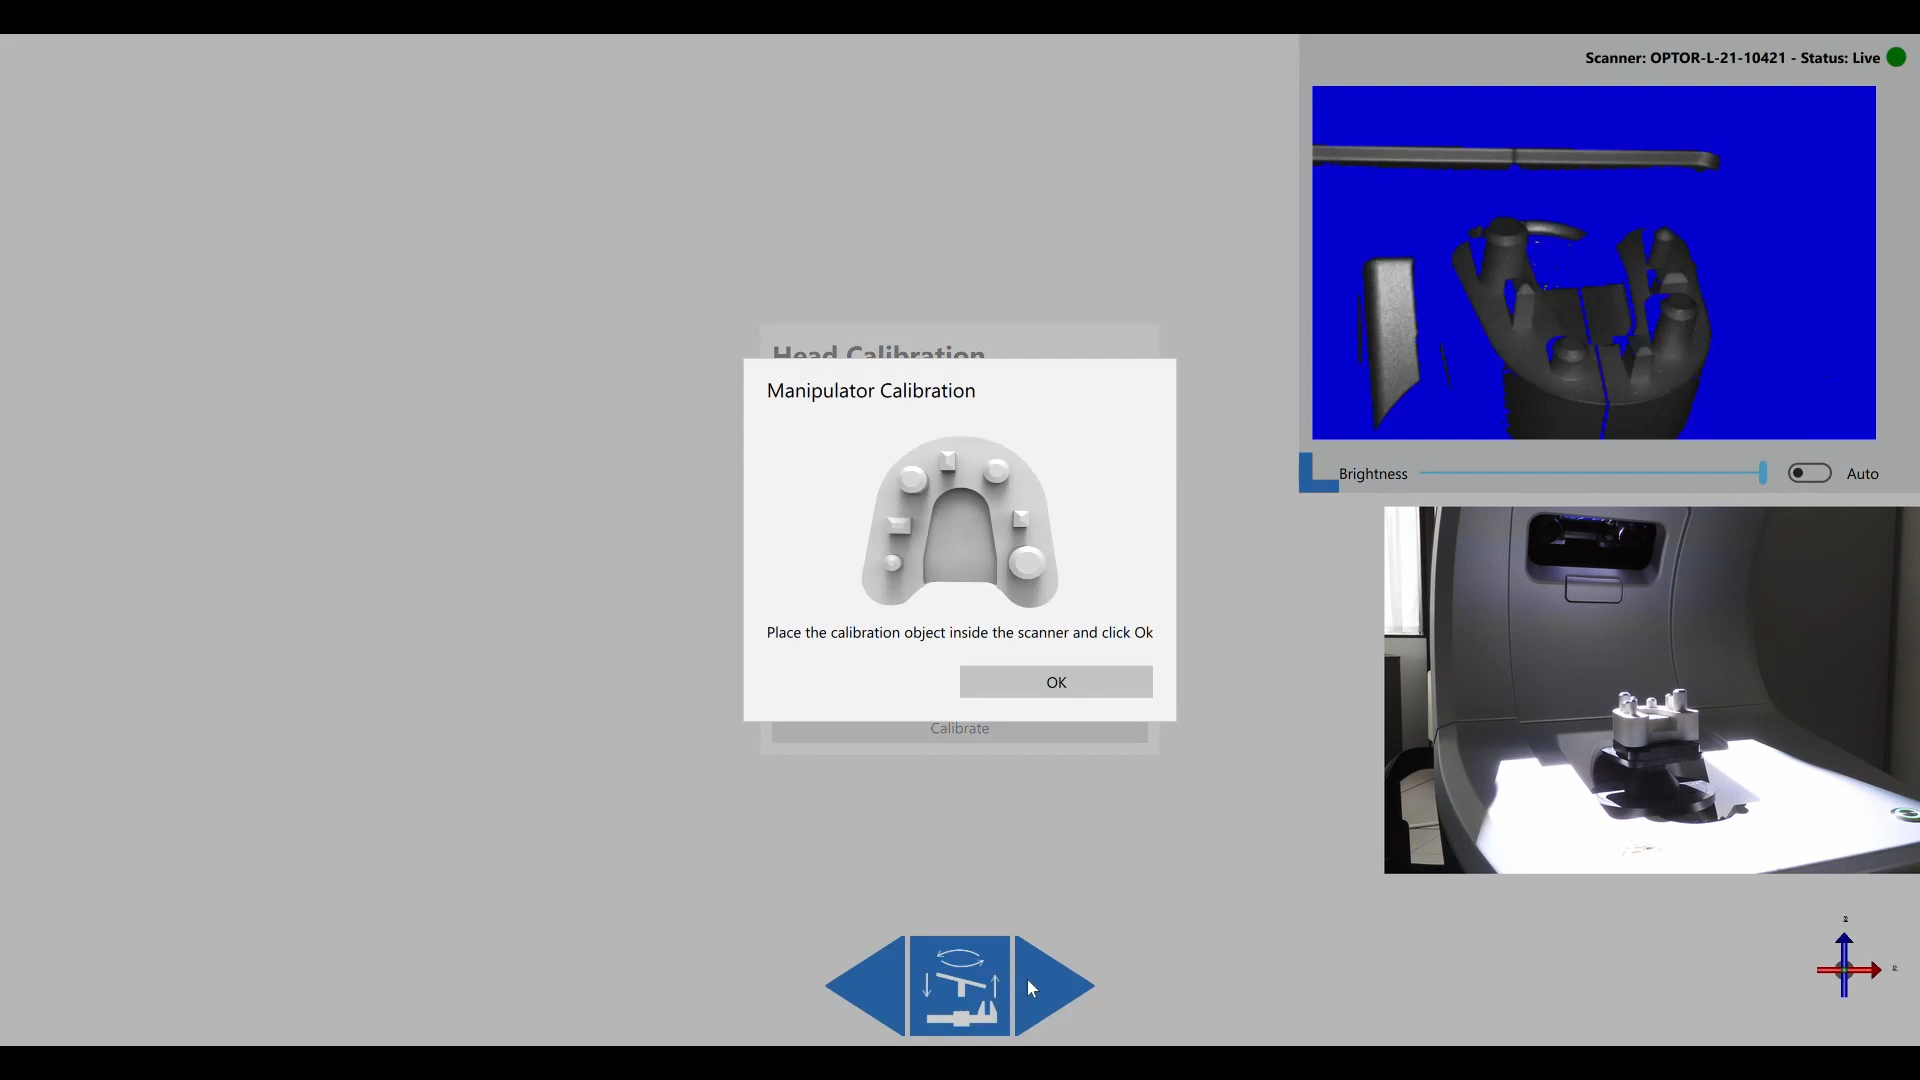 Scanner: OPTOR-L-21-10421 - Status: Live
Head Calibration
Manipulator Calibration
Brightness
Auto
Place the calibration object inside the scanner and click Ok
OK
Calibrate